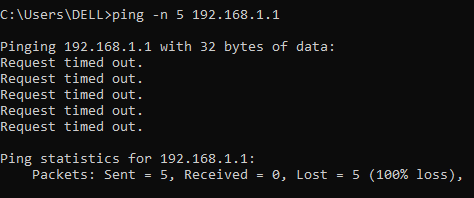 C:\Users\DELL>ping -n 5 192.168.1.1
Pinging 192.168.1.1 with 32 bytes of data:
Request timed out.
Request timed out.
Request timed out.
Request timed out.
Request timed out.
Ping statistics for 192.168.1.1:
    Packets: Sent = 5, Received = 0, Lost = 5 (100% loss),